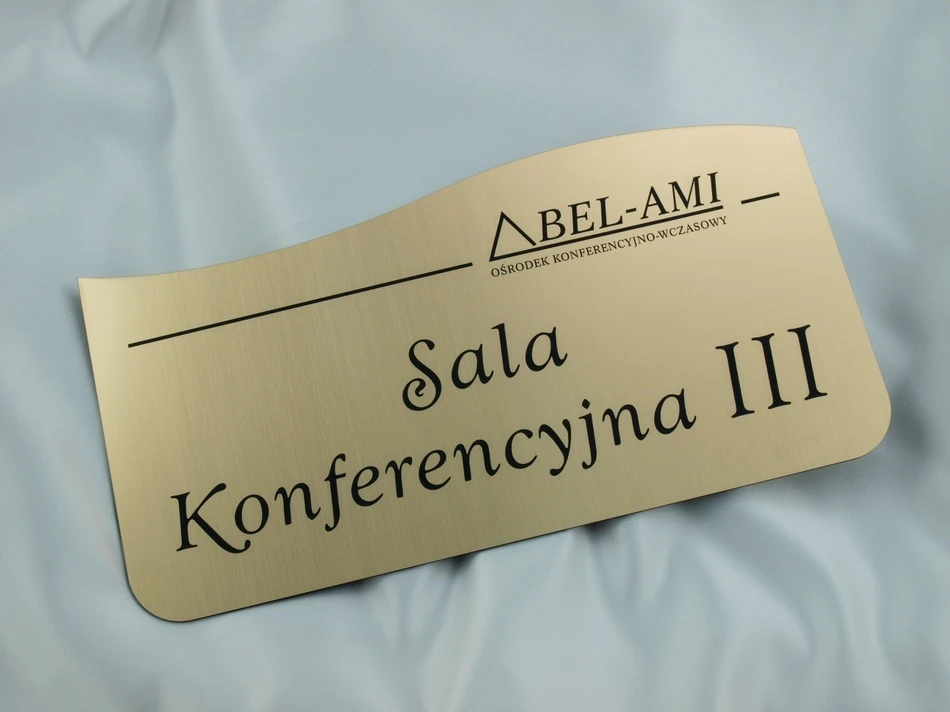 BEL-AMI
OŚRODEK KONFERENCYJNO-WCZASOWY
Sala
Konferencyjna III